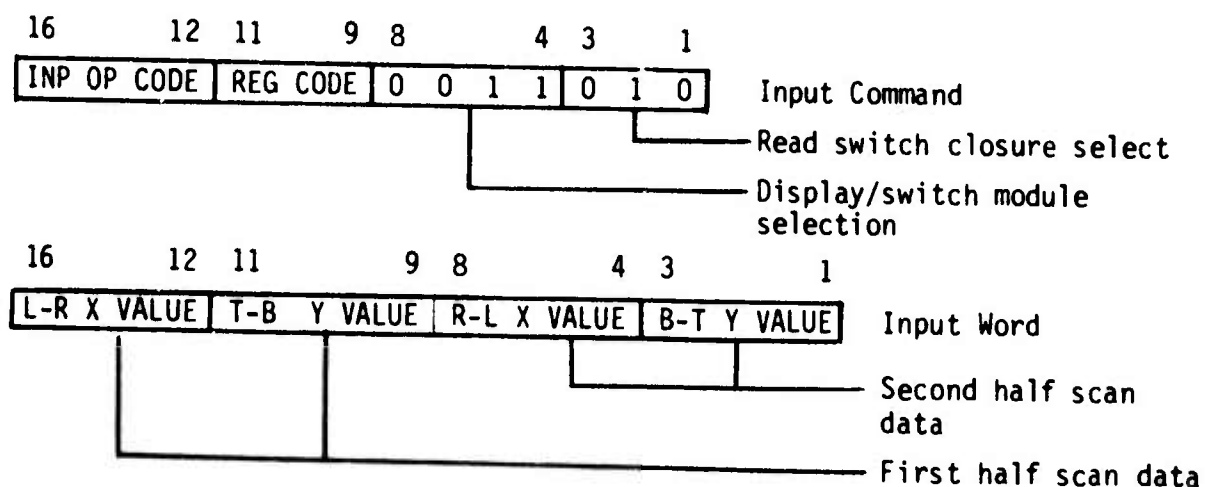 16 12 11 9 8 4 3 1
INP OP CODE REG CODE 0 0 1 1 0 1 0 Input Command
Read switch closure select
Display/switch module
selection
16 12 11 9 8 4 3 1
L-R X VALUE T-B Y VALUE R-L X VALUE B-T Y VALUE Input Word
Second half scan
data
First half scan data